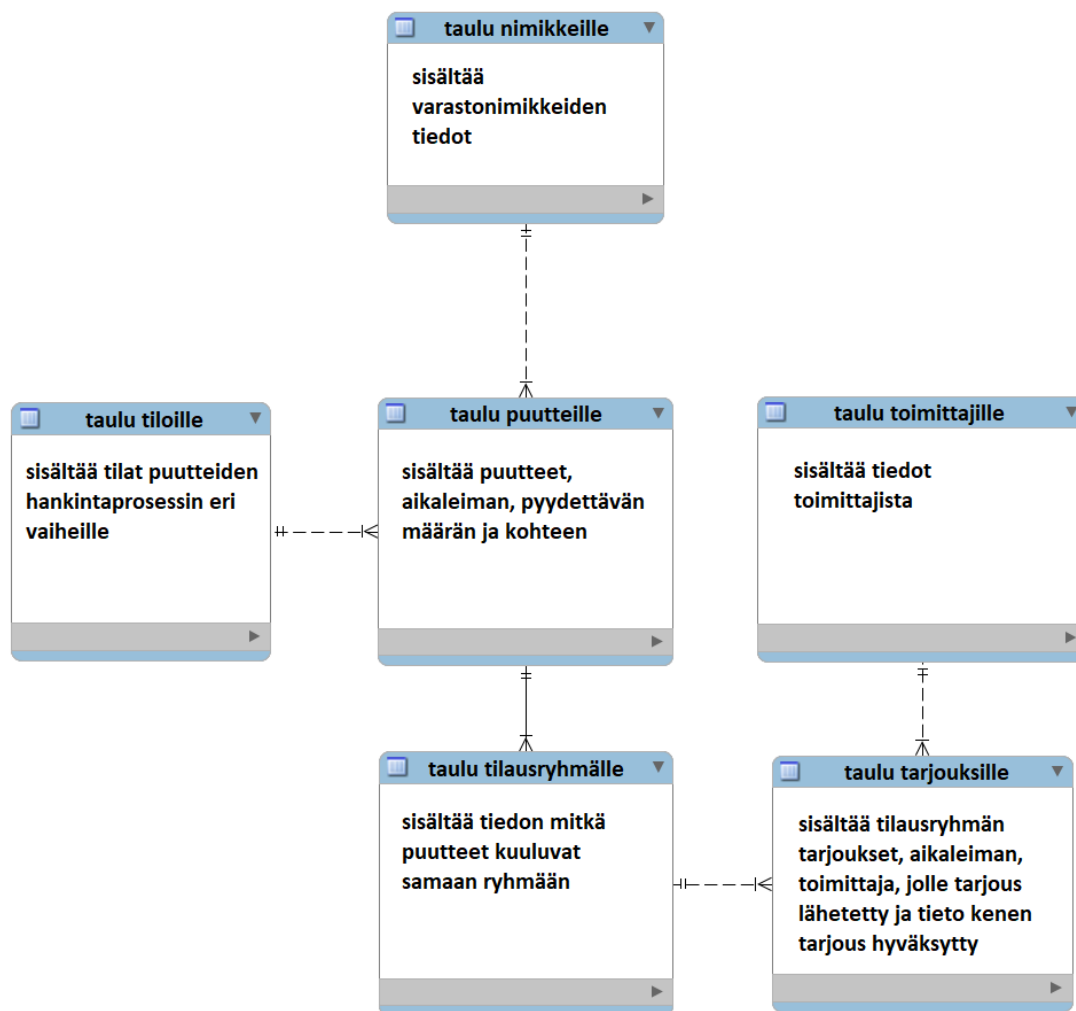 taulu nimikkeille
sisältää
varastonimikkeiden
tiedot
taulu tiloille
sisältää tilat puutteiden
hankintaprosessin eri
vaiheille
taulu puutteille
sisältää puutteet,
aikaleiman, pyydettävän
määrän ja kohteen
taulu toimittajille
sisältää tiedot
toimittajista
taulu tilausryhmälle
sisältää tiedon mitkä
puutteet kuuluvat
samaan ryhmään
taulu tarjouksille
sisältää tilausryhmän
tarjoukset, aikaleiman,
toimittaja, jolle tarjous
lähetetty ja tieto kenen
tarjous hyväksytty